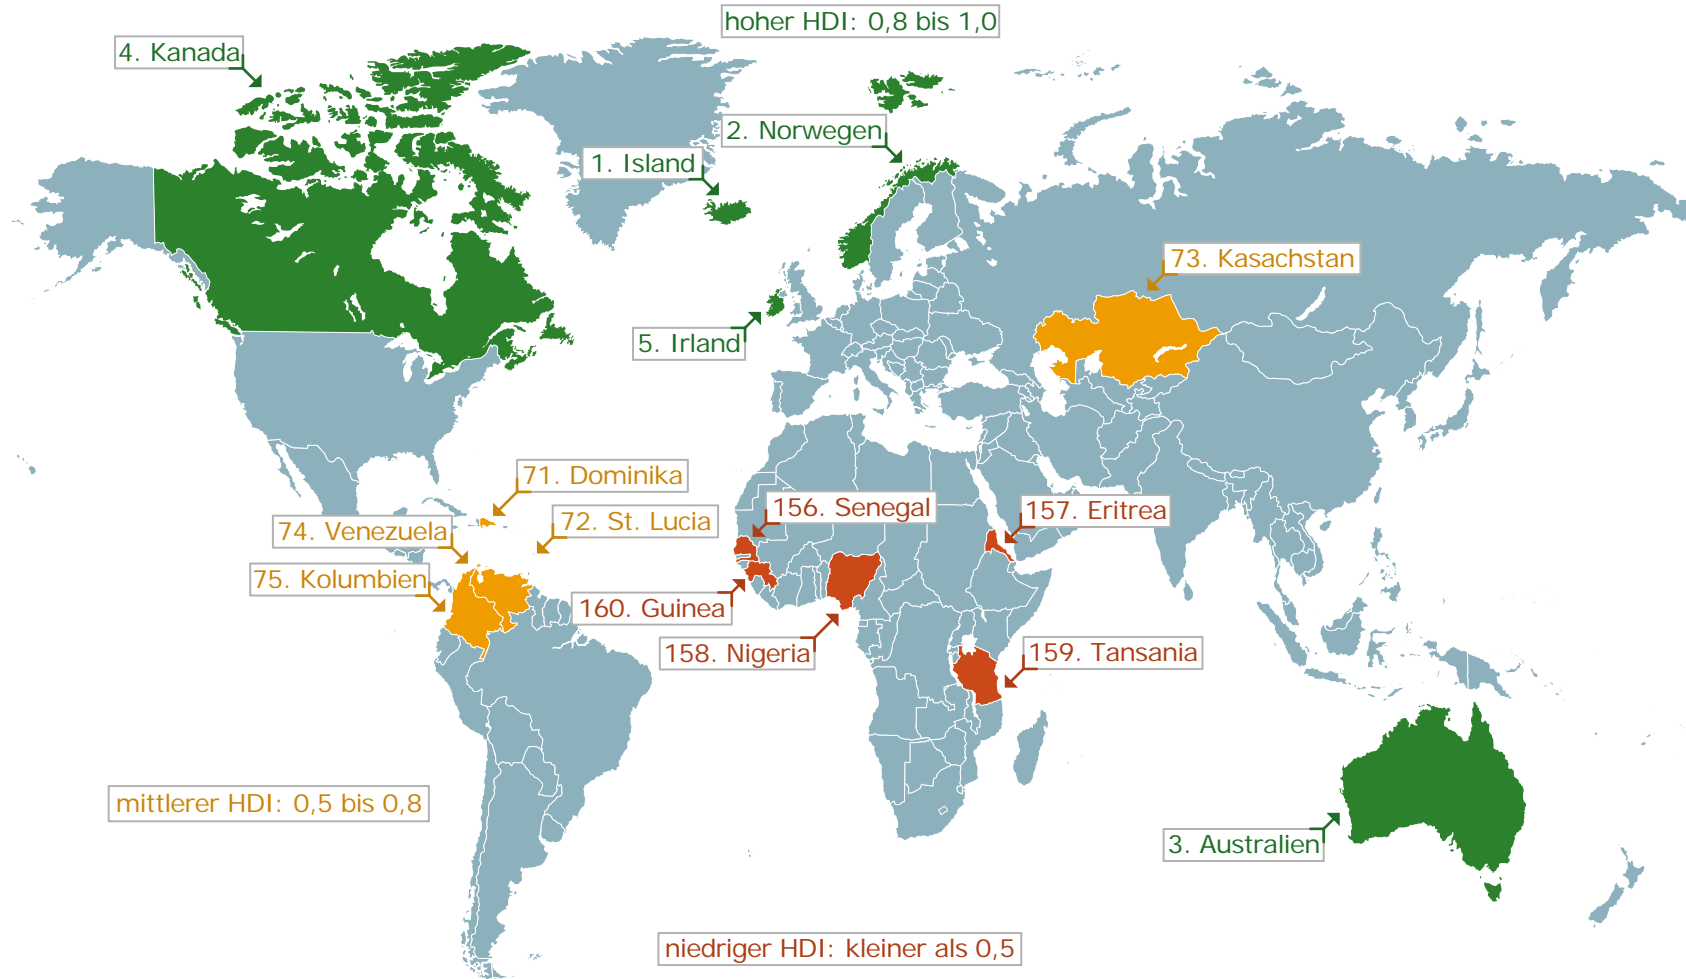 hoher HDI: 0,8 bis 1,0
4. Kanada
2. Norwegen
1. Island
73. Kasachstan
5. Irland
71. Dominika
156. Senegal
157. Eritrea
72. St. Lucia
74. Venezuela
75. Kolumbien
160. Guinea
158. Nigeria
159. Tansania
mittlerer HDI: 0,5 bis 0,8
3. Australien
niedriger HDI: kleiner als 0,5